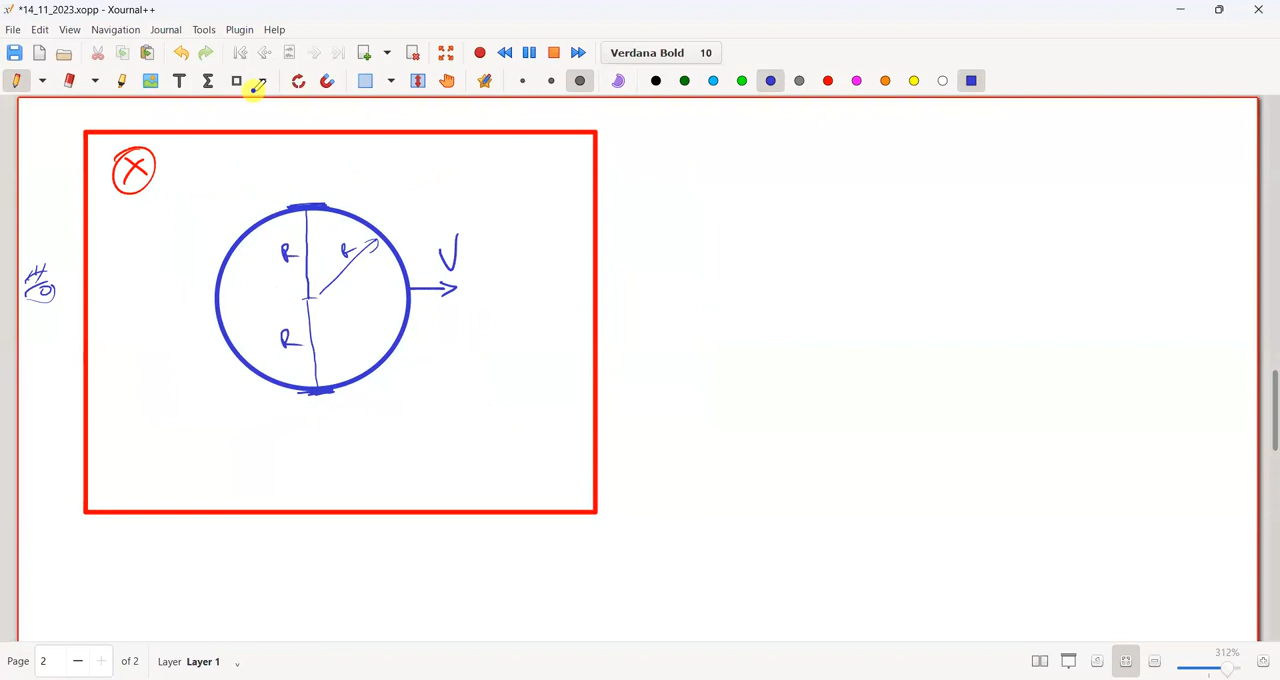 *14_11_2023.xopp - Xournal++
File Edit View Navigation Journal Tools Plugin Help
Verdana Bold 10
X
R
V
R
Page 2 of 2 Layer Layer 1
312%